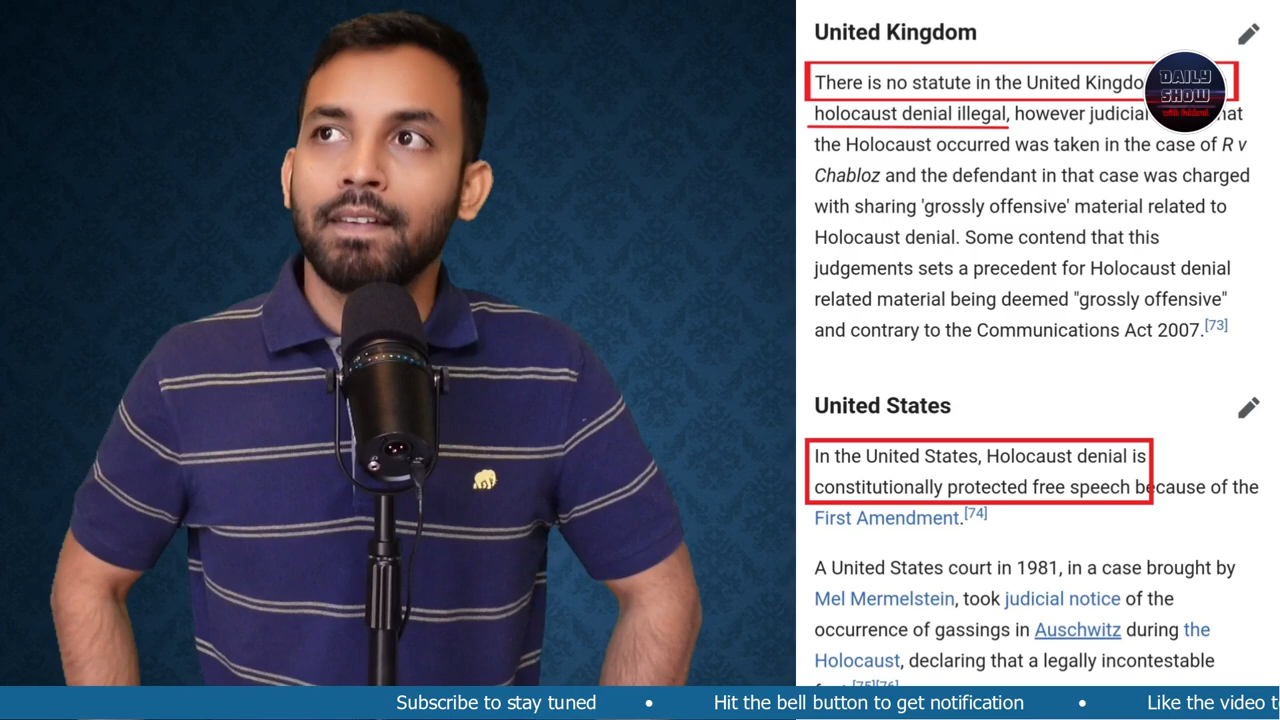 United Kingdom
There is no statute in the United Kingdo
holocaust denial illegal, however judicial hat
the Holocaust occurred was taken in the case of R v
Chabloz and the defendant in that case was charged
with sharing 'grossly offensive' material related to
Holocaust denial. Some contend that this
judgements sets a precedent for Holocaust denial
related material being deemed "grossly offensive"
and contrary to the Communications Act 2007.[73]
DAILY
SHOW
United States
In the United States, Holocaust denial is
constitutionally protected free speech because of the
First Amendment.[74]
A United States court in 1981, in a case brought by
Mel Mermelstein, took judicial notice of the
occurrence of gassings in Auschwitz during the
Holocaust, declaring that a legally incontestable
[75][76]
Subscribe to stay tuned • Hit the bell button to get notification • Like the video t